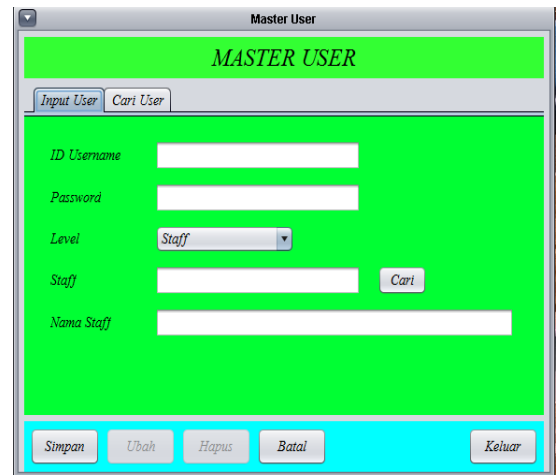 Master User
MASTER USER
Input User Cari User
ID Username
Password
Level Staff
Staff Cari
Nama Staff
Simpan Ubah Hapus Batal Keluar